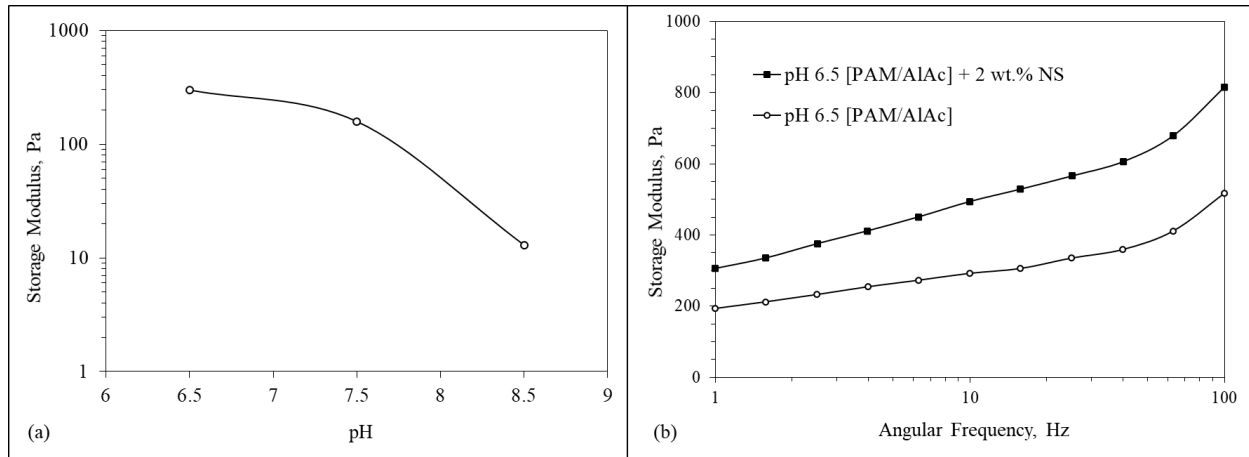 1000
100
10
1
Storage Modulus, Pa
6
6.5
7
7.5
8
8.5
9
pH
(a)
1000
800
600
400
200
0
Storage Modulus, Pa
pH 6.5 [PAM/AlAc] + 2 wt.% NS
pH 6.5 [PAM/AlAc]
1
10
100
Angular Frequency, Hz
(b)